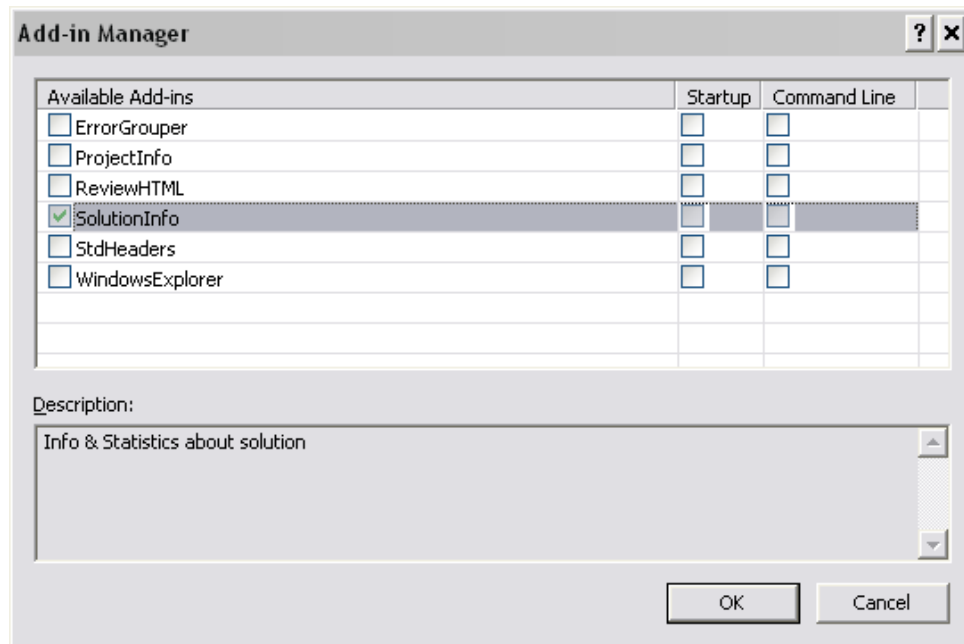 Add-in Manager
Available Add-ins Startup Command Line
ErrorGrouper
ProjectInfo
ReviewHTML
SolutionInfo
StdHeaders
WindowsExplorer
Description:
Info & Statistics about solution
OK Cancel